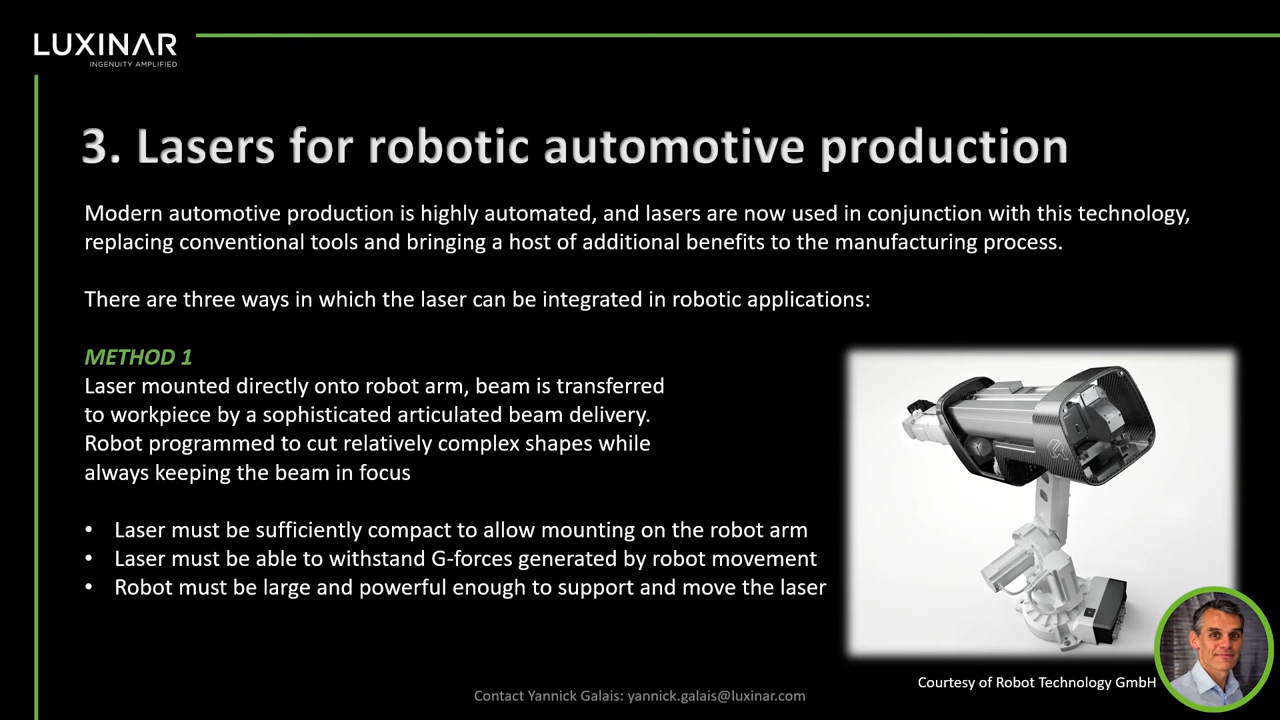 LUXINAR
INGENUITY AMPLIFIED
3. Lasers for robotic automotive production
Modern automotive production is highly automated, and lasers are now used in conjunction with this technology,
replacing conventional tools and bringing a host of additional benefits to the manufacturing process.
There are three ways in which the laser can be integrated in robotic applications:
METHOD 1
Laser mounted directly onto robot arm, beam is transferred
to workpiece by a sophisticated articulated beam delivery.
Robot programmed to cut relatively complex shapes while
always keeping the beam in focus
• Laser must be sufficiently compact to allow mounting on the robot arm
• Laser must be able to withstand G-forces generated by robot movement
• Robot must be large and powerful enough to support and move the laser
Courtesy of Robot Technology GmbH
Contact Yannick Galais: yannick.galais@luxinar.com